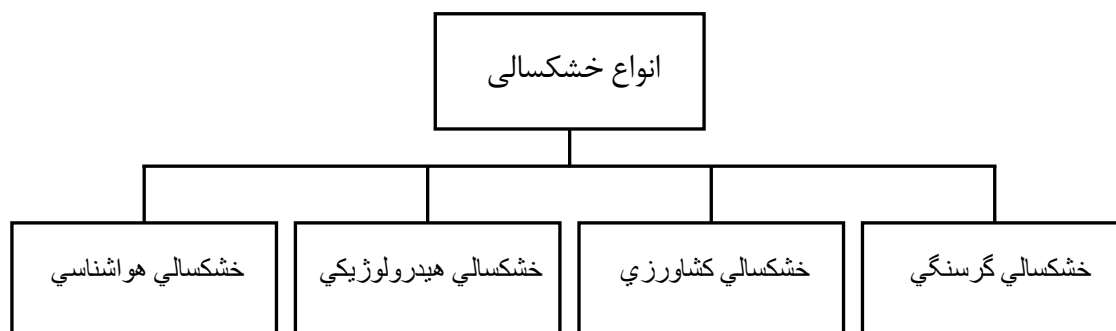 انواع خشکسالی
خشکسالي گرسنگي
خشکسالي کشاورزي
خشکسالي هيدرولوژيکي
خشکسالي هواشناسي